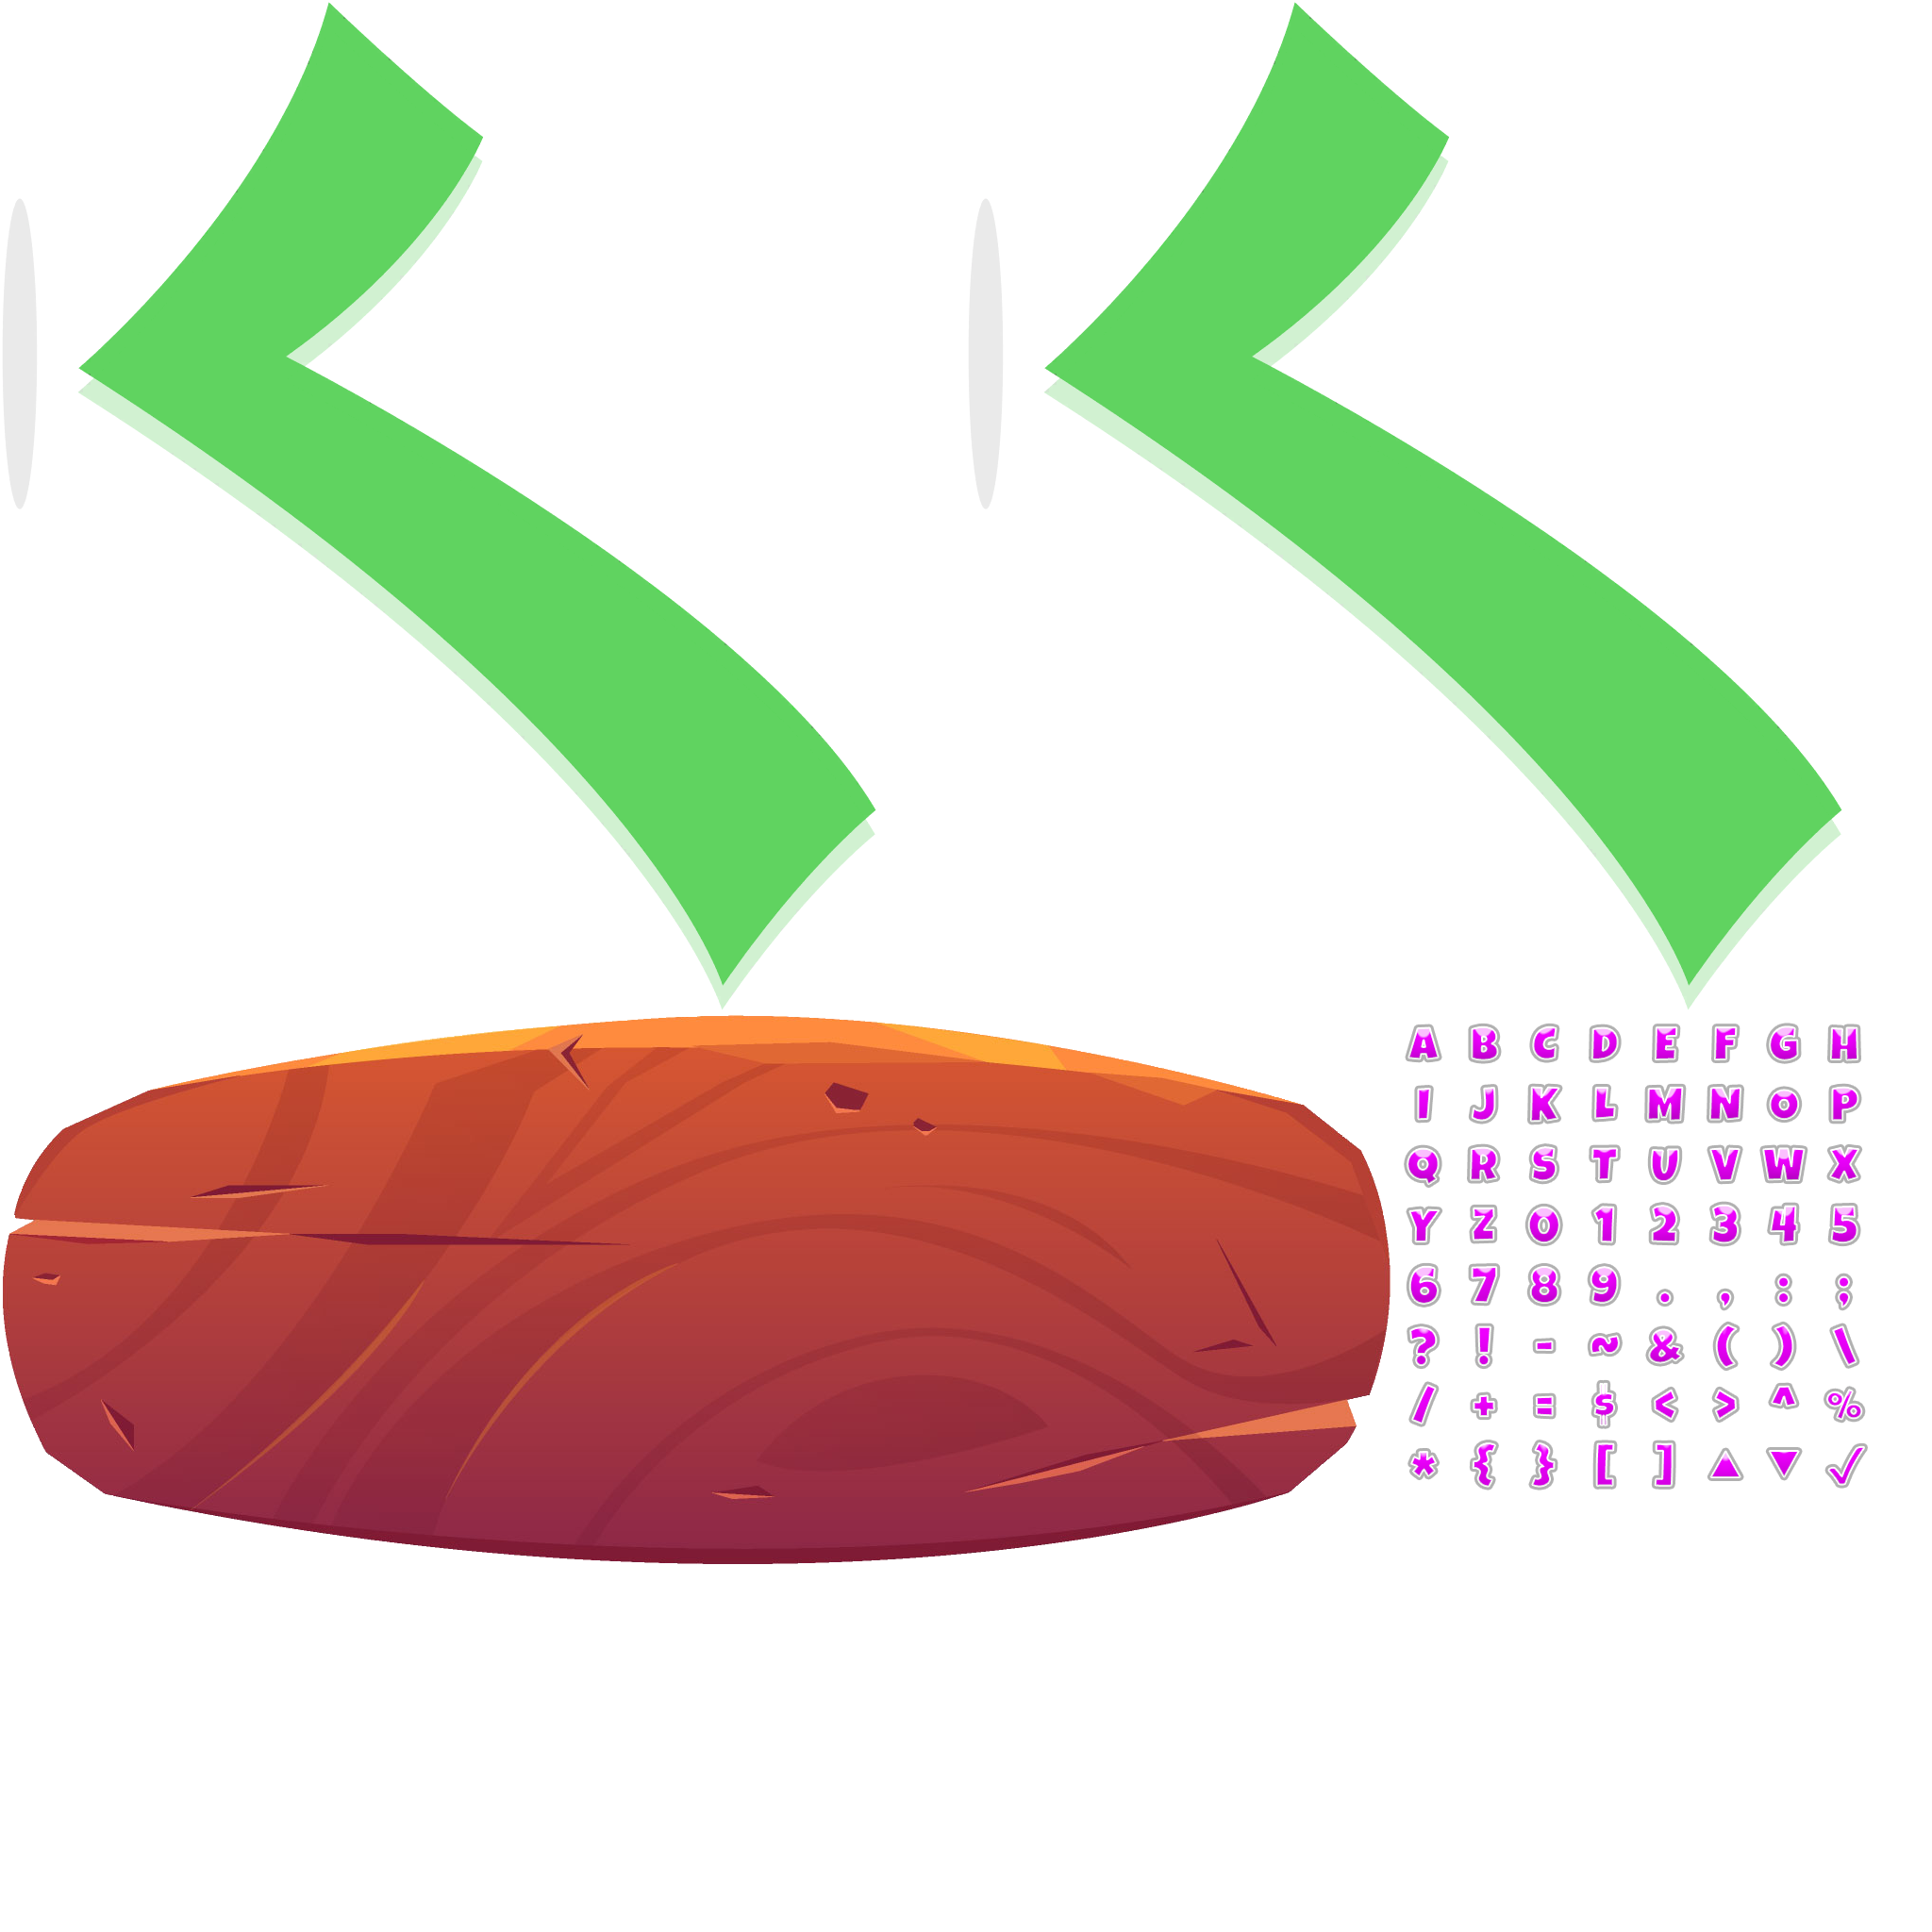 A B C D E F G H
I J K L M N O P
Q R S T U V W X
Y Z 0 1 2 3 4 5
6 7 8 9 . , : ;
? ! - ~ & ( ) \
/ + = $ < > ^ %
* { } [ ] ▲ ▼ ✓